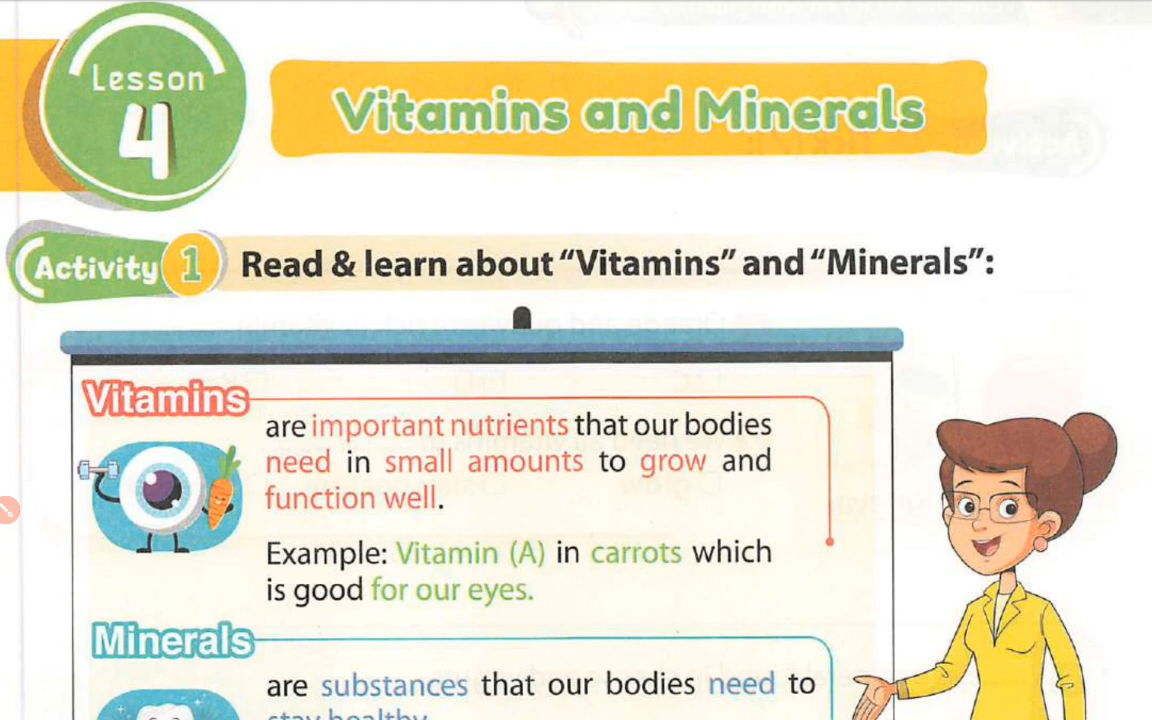 Lesson
4
Vitamins and Minerals
Activity 1 Read & learn about “Vitamins” and “Minerals”:
Vitamins
are important nutrients that our bodies
need in small amounts to grow and
function well.
Example: Vitamin (A) in carrots which
is good for our eyes.
Minerals
are substances that our bodies need to
stay healthy.